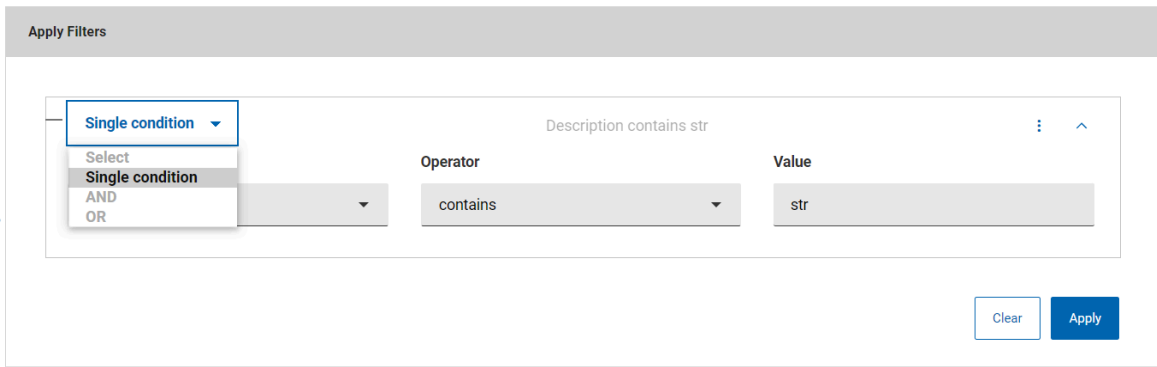 Apply Filters
Single condition
Description contains str
Select
Single condition
AND
OR
Operator
Value
contains
str
Clear
Apply